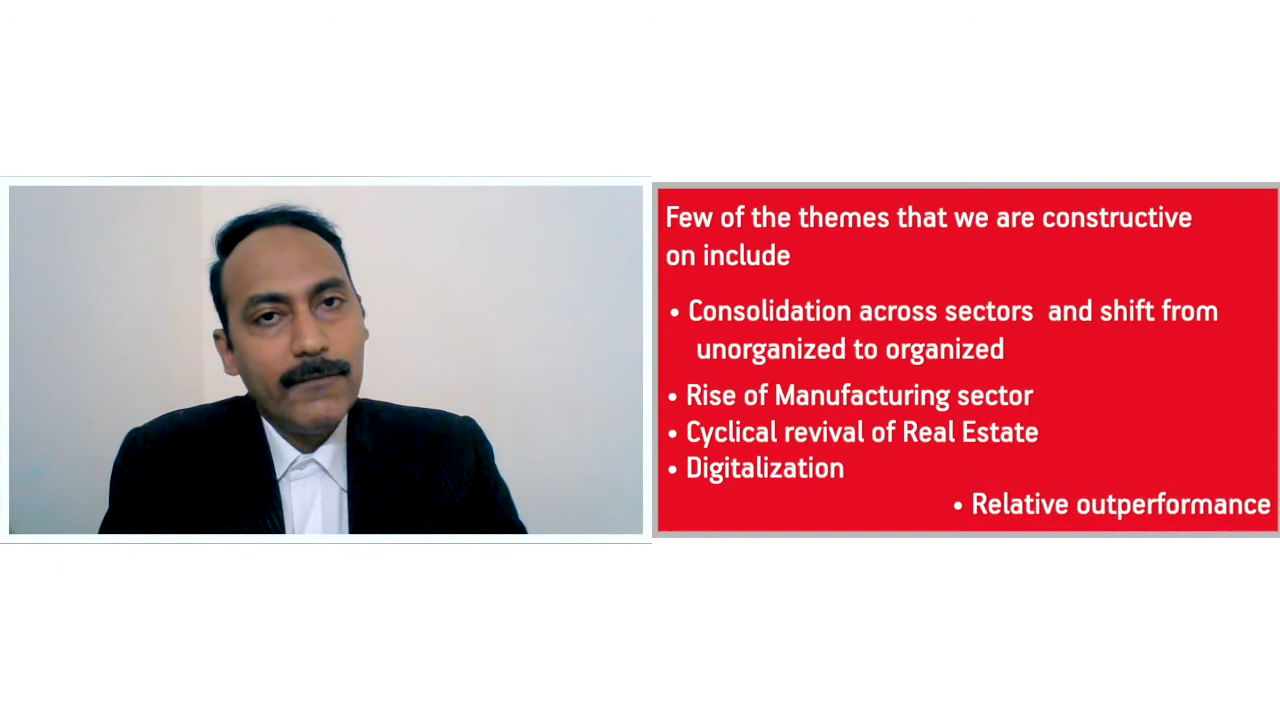 Few of the themes that we are constructive
on include
• Consolidation across sectors and shift from
unorganized to organized
• Rise of Manufacturing sector
• Cyclical revival of Real Estate
• Digitalization
• Relative outperformance